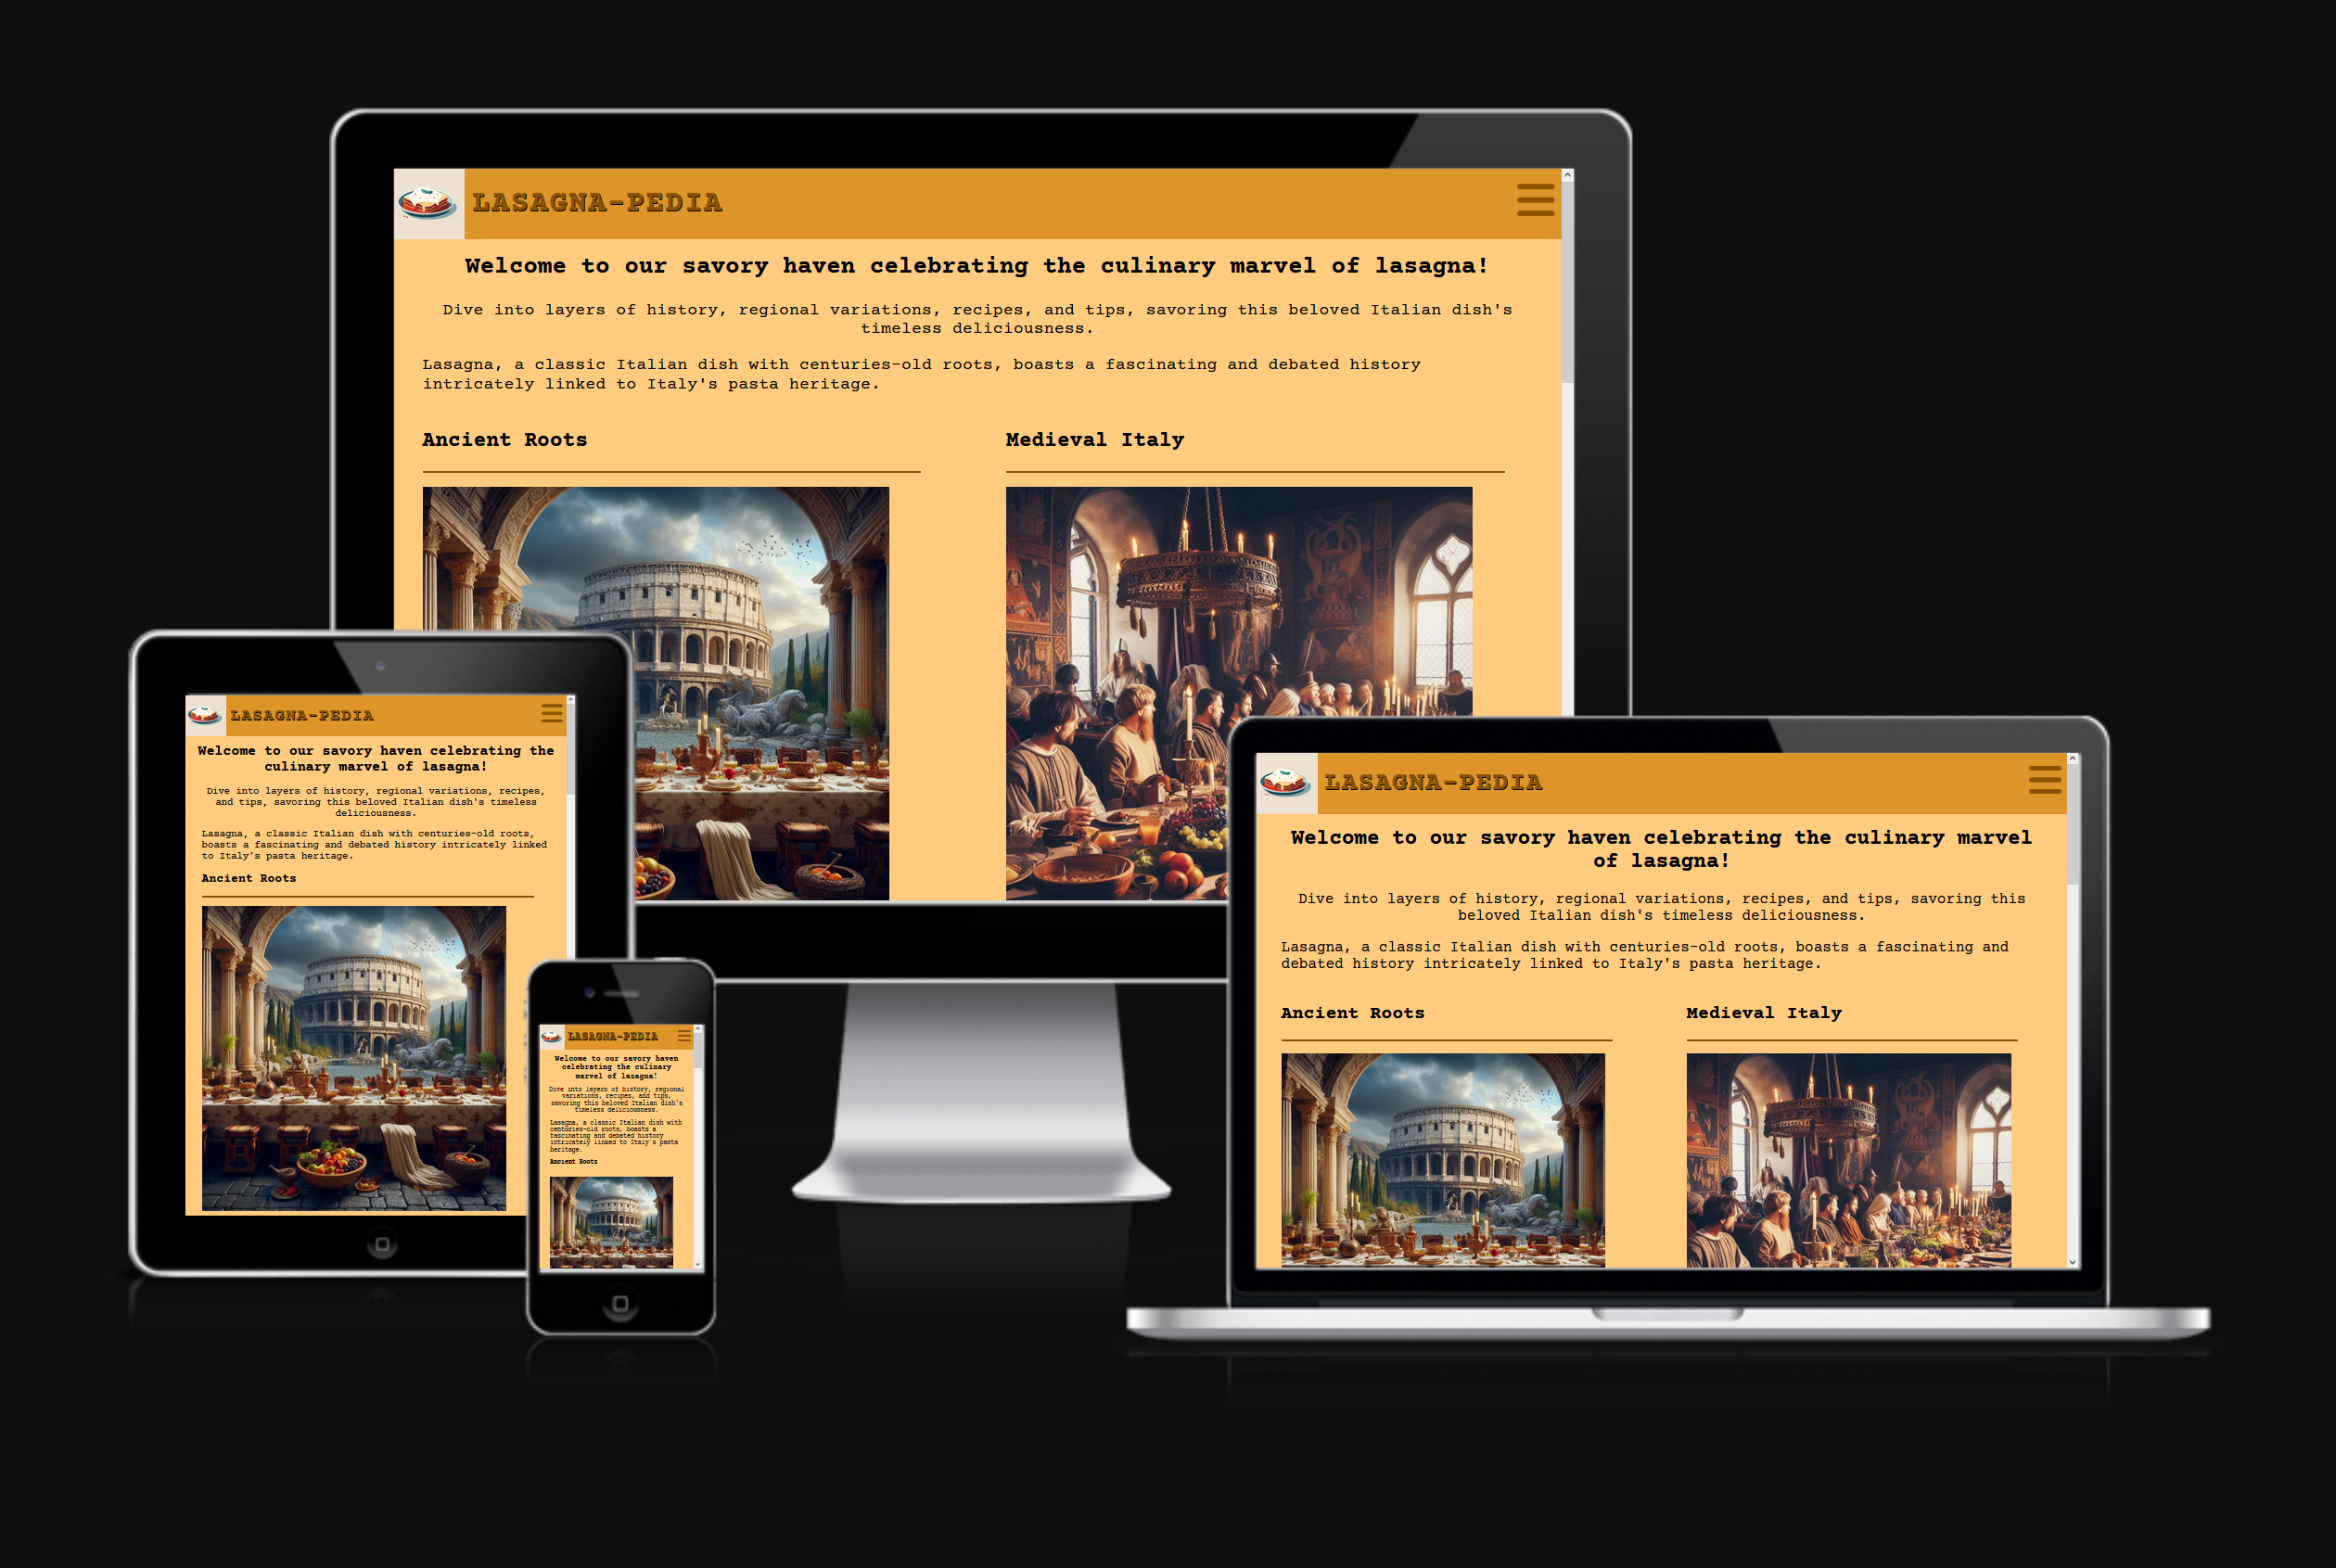 LASAGNA-PEDIA
Welcome to our savory haven celebrating the culinary marvel of lasagna!
Dive into layers of history, regional variations, recipes, and tips, savoring this beloved Italian dish's
timeless deliciousness.
Lasagna, a classic Italian dish with centuries-old roots, boasts a fascinating and debated history
intricately linked to Italy's pasta heritage.
Ancient Roots
Medieval Italy
LASAGNA-PEDIA
Welcome to our savory haven celebrating the
culinary marvel of lasagna!
Dive into layers of history, regional variations, recipes,
and tips, savoring this beloved Italian dish's timeless
deliciousness.
Lasagna, a classic Italian dish with centuries-old roots,
boasts a fascinating and debated history intricately linked
to Italy's pasta heritage.
Ancient Roots
LASAGNA-PEDIA
Welcome to our savory haven
celebrating the culinary
marvel of lasagna!
Dive into layers of history, regional
variations, recipes, and tips,
savoring this beloved Italian dish's
timeless deliciousness.
Lasagna, a classic Italian dish with
centuries-old roots, boasts a
fascinating and debated history
intricately linked to Italy's pasta
heritage.
Ancient Roots
LASAGNA-PEDIA
Welcome to our savory haven celebrating the culinary marvel
of lasagna!
Dive into layers of history, regional variations, recipes, and tips, savoring this
beloved Italian dish's timeless deliciousness.
Lasagna, a classic Italian dish with centuries-old roots, boasts a fascinating and
debated history intricately linked to Italy's pasta heritage.
Ancient Roots
Medieval Italy